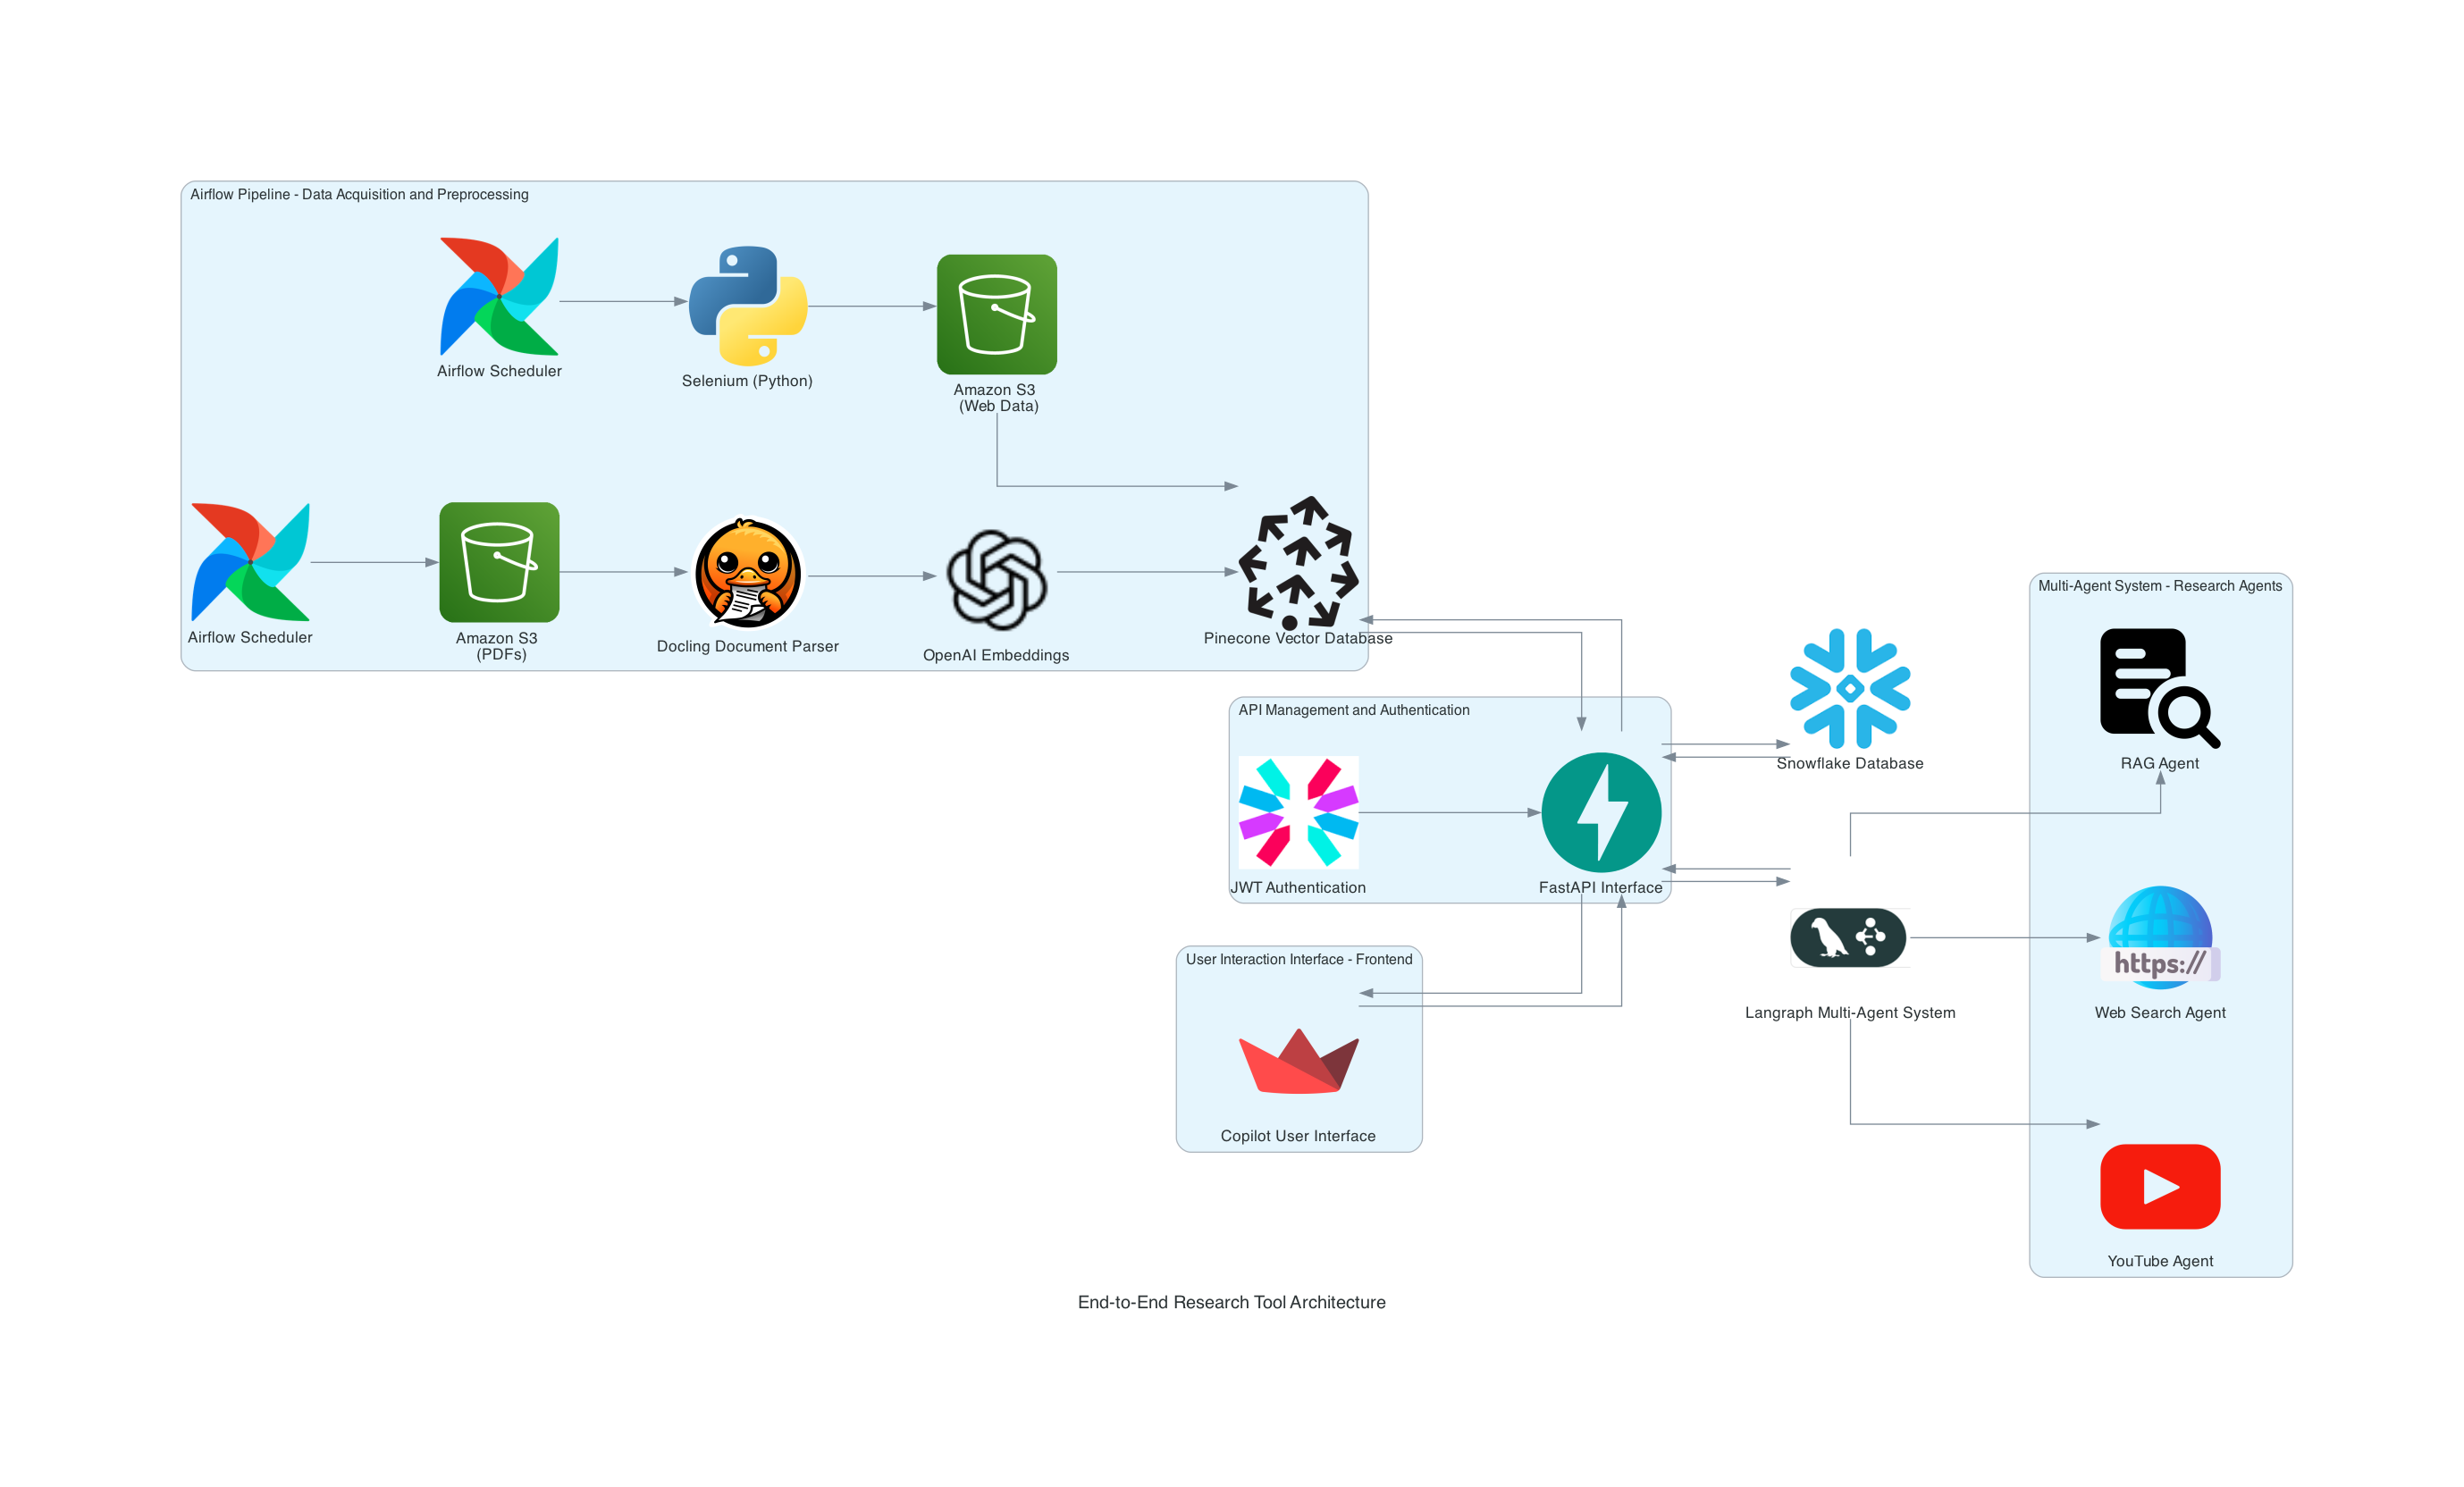 Airflow Pipeline - Data Acquisition and Preprocessing
Airflow Scheduler
Selenium (Python)
Amazon S3
(Web Data)
Airflow Scheduler
Amazon S3
(PDFs)
Docling Document Parser
OpenAI Embeddings
Pinecone Vector Database
API Management and Authentication
JWT Authentication
FastAPI Interface
User Interaction Interface - Frontend
Copilot User Interface
Snowflake Database
Langraph Multi-Agent System
Multi-Agent System - Research Agents
RAG Agent
https://
Web Search Agent
YouTube Agent
End-to-End Research Tool Architecture